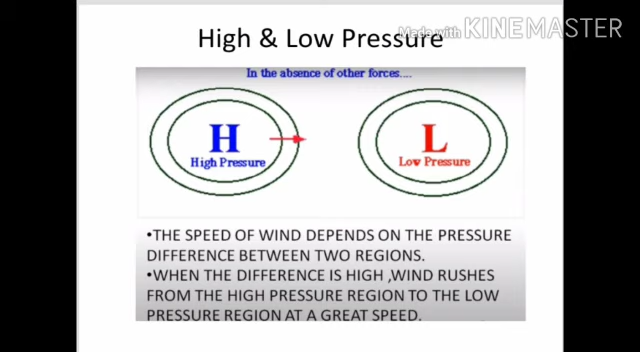 High & Low Pressure
Made with KINEMASTER
In the absence of other forces....
H
High Pressure
L
Low Pressure
•THE SPEED OF WIND DEPENDS ON THE PRESSURE
DIFFERENCE BETWEEN TWO REGIONS.
•WHEN THE DIFFERENCE IS HIGH ,WIND RUSHES
FROM THE HIGH PRESSURE REGION TO THE LOW
PRESSURE REGION AT A GREAT SPEED.